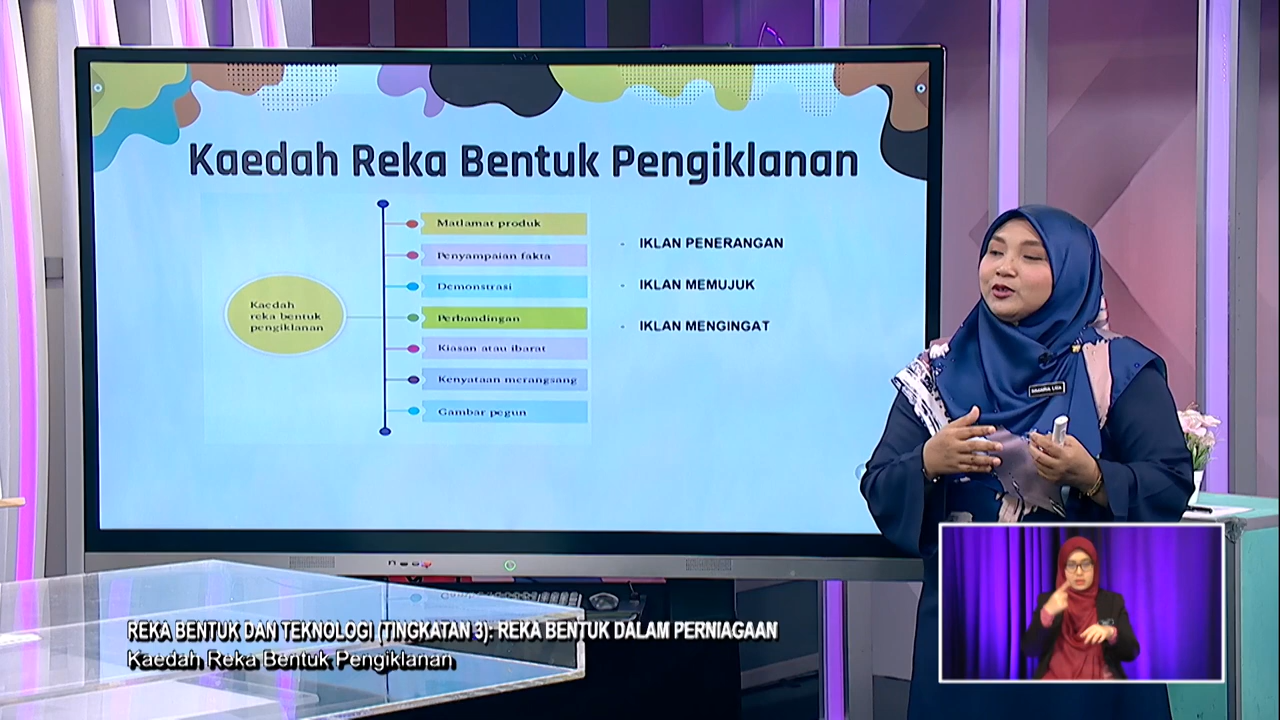 Kaedah Reka Bentuk Pengiklanan
Kaedah
reka bentuk
pengiklanan
Matlamat produk
Penyampaian fakta
Demonstrasi
Perbandingan
Kiasan atau ibarat
Kenyataan merangsang
Gambar pegun
- IKLAN PENERANGAN
- IKLAN MEMUJUK
- IKLAN MENGINGAT
REKA BENTUK DAN TEKNOLOGI (TINGKATAN 3): REKA BENTUK DALAM PERNIAGAAN
Kaedah Reka Bentuk Pengiklanan